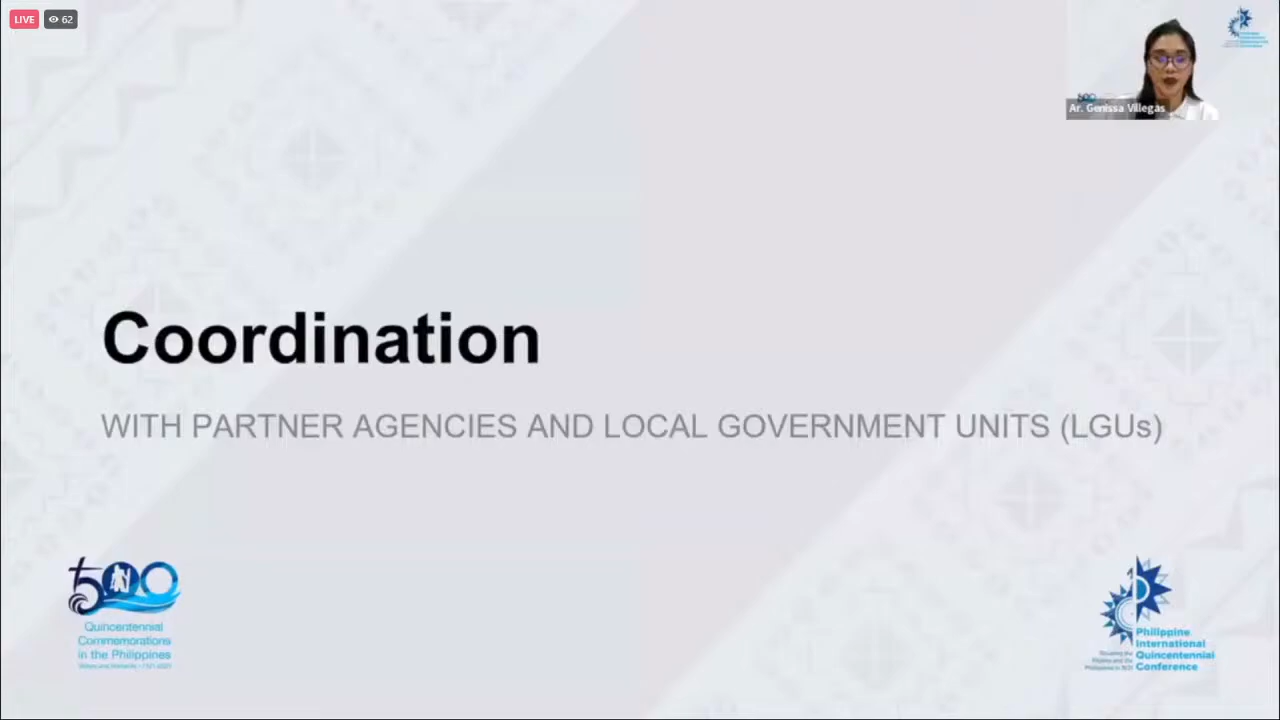 LIVE
62
Ar. Genissa Villegas
Coordination
WITH PARTNER AGENCIES AND LOCAL GOVERNMENT UNITS (LGUs)
500
Quincentennial
Commemorations
in the Philippines
Philippine
International
Quincentennial
Conference